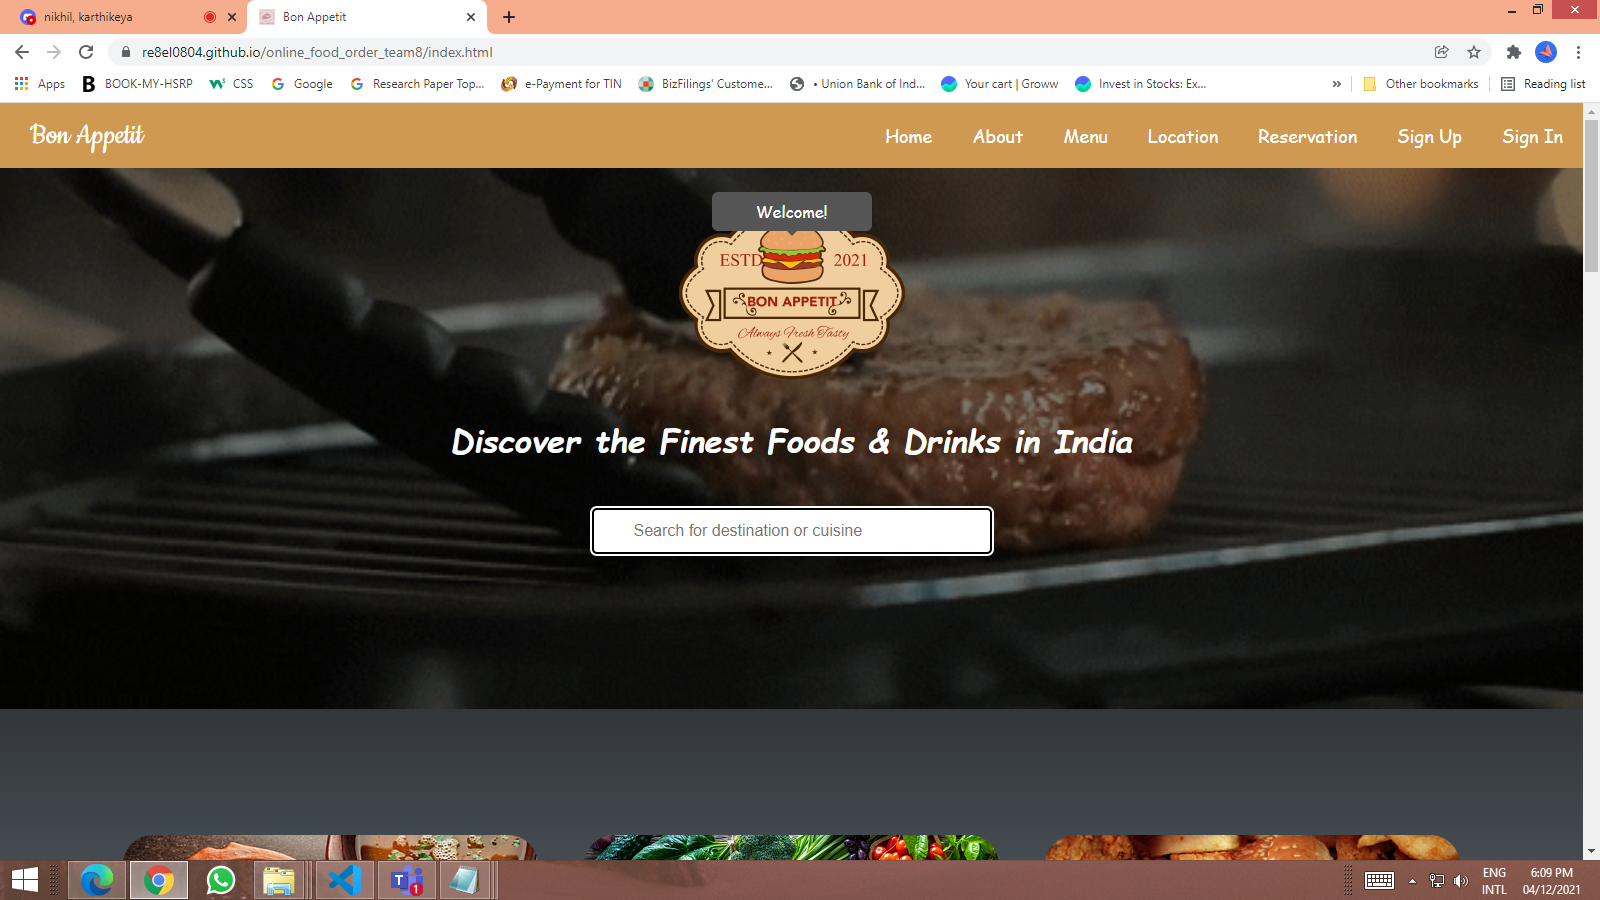 nikhil, karthikeya
Bon Appetit
re8el0804.github.io/online_food_order_team8/index.html
Apps
BOOK-MY-HSRP
CSS
Google
Research Paper Top...
e-Payment for TIN
BizFilings' Custome...
• Union Bank of Ind...
Your cart | Groww
Invest in Stocks: Ex...
»
Other bookmarks
Reading list
Bon Appetit
Home
About
Menu
Location
Reservation
Sign Up
Sign In
Welcome!
ESTD 2021
BON APPETIT
Always Fresh Tasty
Discover the Finest Foods & Drinks in India
Search for destination or cuisine
1
ENG
INTL
6:09 PM
04/12/2021